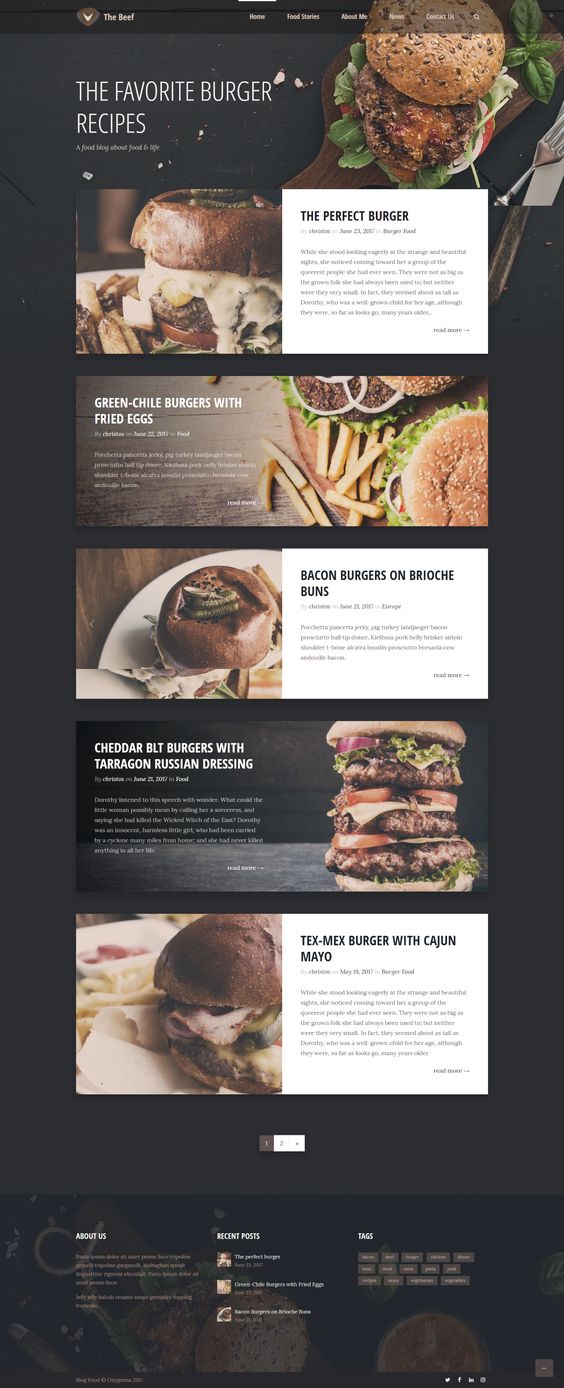 The Beef
Home Food Stories About Me News Contact Us
THE FAVORITE BURGER
RECIPES
A food blog about food & life
THE PERFECT BURGER
By christos on June 23, 2017 in Burger Food
While she stood looking eagerly at the strange and beautiful
sights, she noticed coming toward her a group of the
queerest people she had ever seen. They were not as big as
the grown folk she had always been used to; but neither
were they very small. In fact, they seemed about as tall as
Dorothy, who was a well-grown child for her age, although
they were, so far as looks go, many years older,.
read more →
GREEN-CHILE BURGERS WITH
FRIED EGGS
By christos on June 22, 2017 in Food
Porchetta pancetta jerky, pig turkey landjaeger bacon
prosciutto ball tip doner. Kielbasa pork belly brisket sirloin
shoulder t-bone alcatra boudin prosciutto bresaola cow
andouille bacon.
read more →
BACON BURGERS ON BRIOCHE
BUNS
By christos on June 21, 2017 in Europe
Porchetta pancetta jerky, pig turkey landjaeger bacon
prosciutto ball tip doner. Kielbasa pork belly brisket sirloin
shoulder t-bone alcatra boudin prosciutto bresaola cow
andouille bacon.
read more →
CHEDDAR BLT BURGERS WITH
TARRAGON RUSSIAN DRESSING
By christos on June 21, 2017 in Food
Dorothy listened to this speech with wonder. What could the
little woman possibly mean by calling her a sorceress, and
saying she had killed the Wicked Witch of the East? Dorothy
was an innocent, harmless little girl, who had been carried
by a cyclone many miles from home; and she had never killed
anything in all her life.
read more →
TEX-MEX BURGER WITH CAJUN
MAYO
By christos on May 19, 2017 in Burger Food
While she stood looking eagerly at the strange and beautiful
sights, she noticed coming toward her a group of the
queerest people she had ever seen. They were not as big as
the grown folk she had always been used to; but neither
were they very small. In fact, they seemed about as tall as
Dorothy, who was a well-grown child for her age, although
they were, so far as looks go, many years older
read more →
1 2 »
ABOUT US
Pasta ipsum dolor sit amet penne lisce tripoline
gemelli tripoline garganelli. Maltagliati spirali
linguettine rigatoni elicoidali. Pasta ipsum dolor sit
amet penne lisce.
Jelly jelly halvah sesame snaps gummies topping
fruitcake.
RECENT POSTS
The perfect burger
June 23, 2017
Green-Chile Burgers with Fried Eggs
June 22, 2017
Bacon Burgers on Brioche Buns
June 21, 2017
TAGS
bacon beef burger chicken dinner
food meal meat pasta pork
recipes sauce vegetarian vegetables
Blog Food © Oxygenna 2017